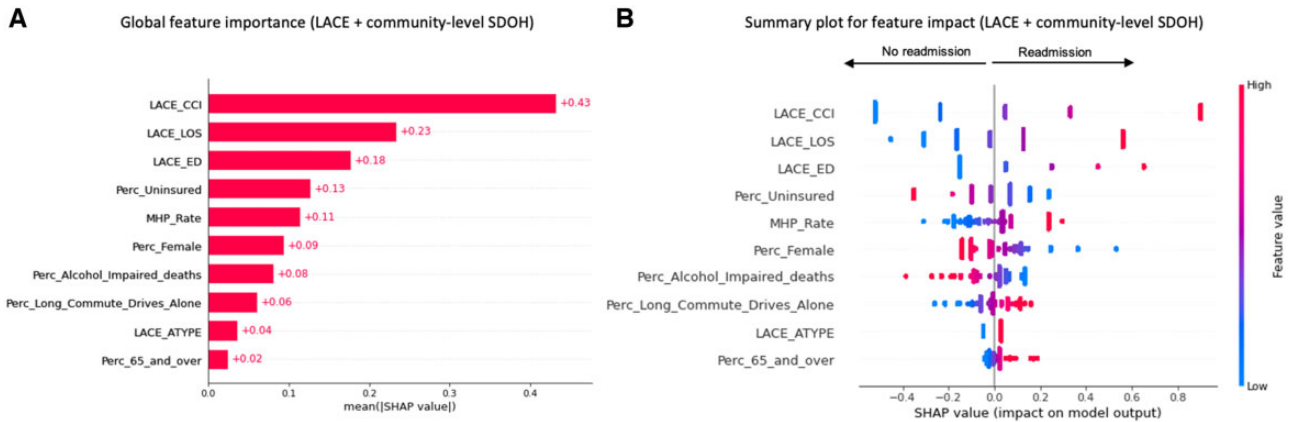 A
Global feature importance (LACE + community-level SDOH)
LACE_CCI
+0.43
LACE_LOS
+0.23
LACE_ED
+0.18
Perc_Uninsured
+0.13
MHP_Rate
+0.11
Perc_Female
+0.09
Perc_Alcohol_Impaired_deaths
+0.08
Perc_Long_Commute_Drives_Alone
+0.06
LACE_ATYPE
+0.04
Perc_65_and_over
+0.02
0.0 0.1 0.2 0.3 0.4
mean(|SHAP value|)
B
Summary plot for feature impact (LACE + community-level SDOH)
No readmission Readmission
High
LACE_CCI
LACE_LOS
LACE_ED
Perc_Uninsured
MHP_Rate
Perc_Female
Perc_Alcohol_Impaired_deaths
Perc_Long_Commute_Drives_Alone
LACE_ATYPE
Perc_65_and_over
Feature value
Low
−0.4 −0.2 0.0 0.2 0.4 0.6 0.8
SHAP value (impact on model output)